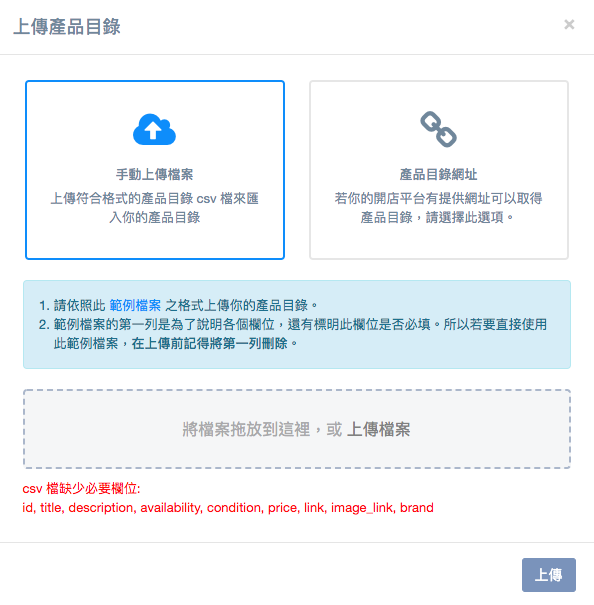 上傳產品目錄
×
手動上傳檔案
上傳符合格式的產品目錄 csv 檔來匯
入你的產品目錄
產品目錄網址
若你的開店平台有提供網址可以取得
產品目錄，請選擇此選項。
1. 請依照此 範例檔案 之格式上傳你的產品目錄。
2. 範例檔案的第一列是為了說明各個欄位，還有標明此欄位是否必填。所以若要直接使用
此範例檔案，在上傳前記得將第一列刪除。
將檔案拖放到這裡，或 上傳檔案
csv 檔缺少必要欄位:
id, title, description, availability, condition, price, link, image_link, brand
上傳